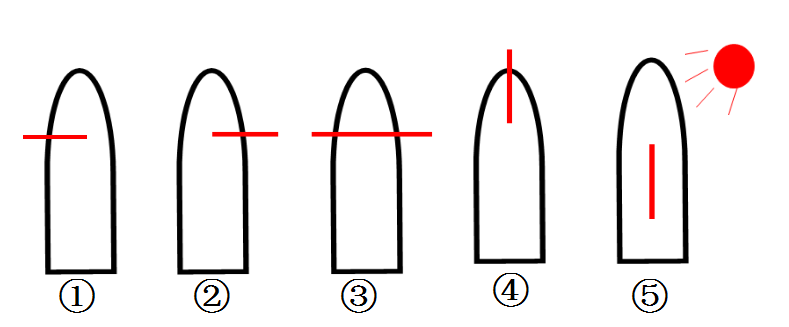 ① ② ③ ④ ⑤